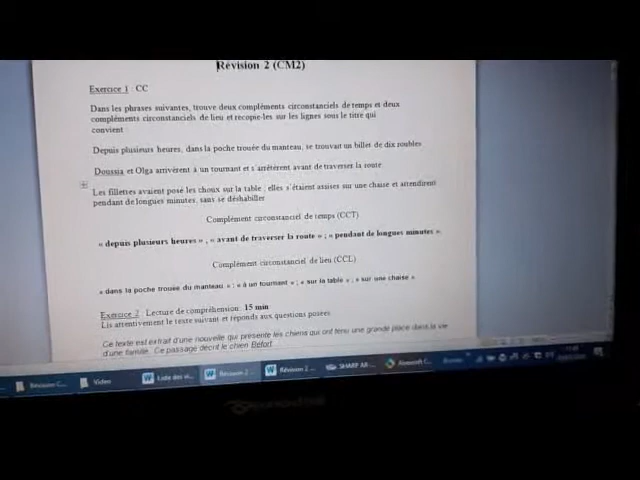 Révision 2 (CM2)
Exercice 1 : CC
Dans les phrases suivantes, trouve deux compléments circonstanciels de temps et deux
compléments circonstanciels de lieu et recopie-les sur les lignes sous le titre qui
convient
Depuis plusieurs heures, dans la poche trouée du manteau, se trouvait un billet de dix roubles
Doussia et Olga arrivèrent à un tournant et s'arrêtèrent avant de traverser la route
Les fillettes avaient posé les choux sur la table , elles s'étaient assises sur une chaise et attendirent
pendant de longues minutes, sans se déshabiller
Complément circonstanciel de temps (CCT)
« depuis plusieurs heures » ; « avant de traverser la route » ; « pendant de longues minutes ».
Complément circonstanciel de lieu (CCL)
« dans la poche trouée du manteau » ; « à un tournant » ; « sur la table » ; « sur une chaise »
Exercice 2 : Lecture de compréhension: 15 min
Lis attentivement le texte suivant et réponds aux questions posées
Ce texte est extrait d'une nouvelle qui présente les chiens qui ont tenu une grande place dans la vie
d'une famille. Ce passage décrit le chien Béfort
Révision C...
Vidéo
Liste des
Révision 2 ...
Révision 2 ...
SHARP AR-